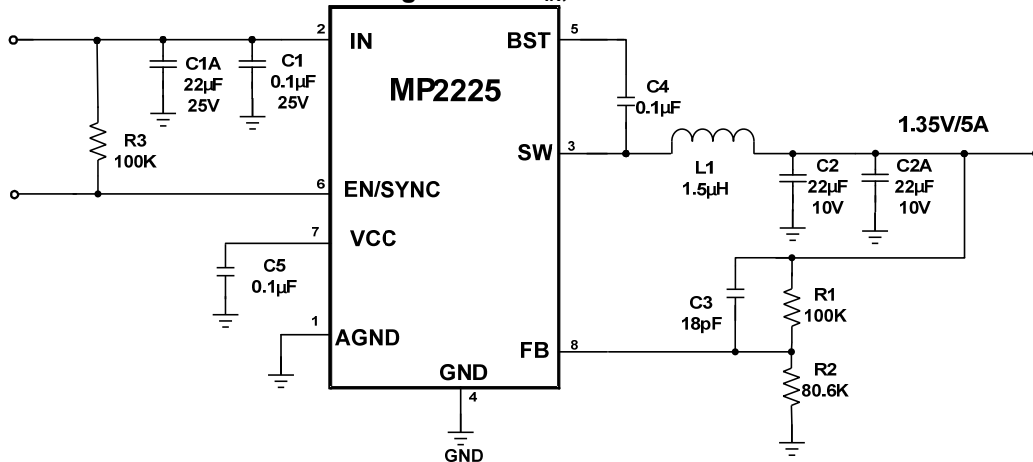 2
IN
C1A
22µF
25V
C1
0.1µF
25V
R3
100K
6
EN/SYNC
7
VCC
C5
0.1µF
1
AGND
MP2225
BST
5
C4
0.1µF
SW
3
L1
1.5µH
1.35V/5A
C2
22µF
10V
C2A
22µF
10V
C3
18pF
R1
100K
FB
8
R2
80.6K
GND
4
GND